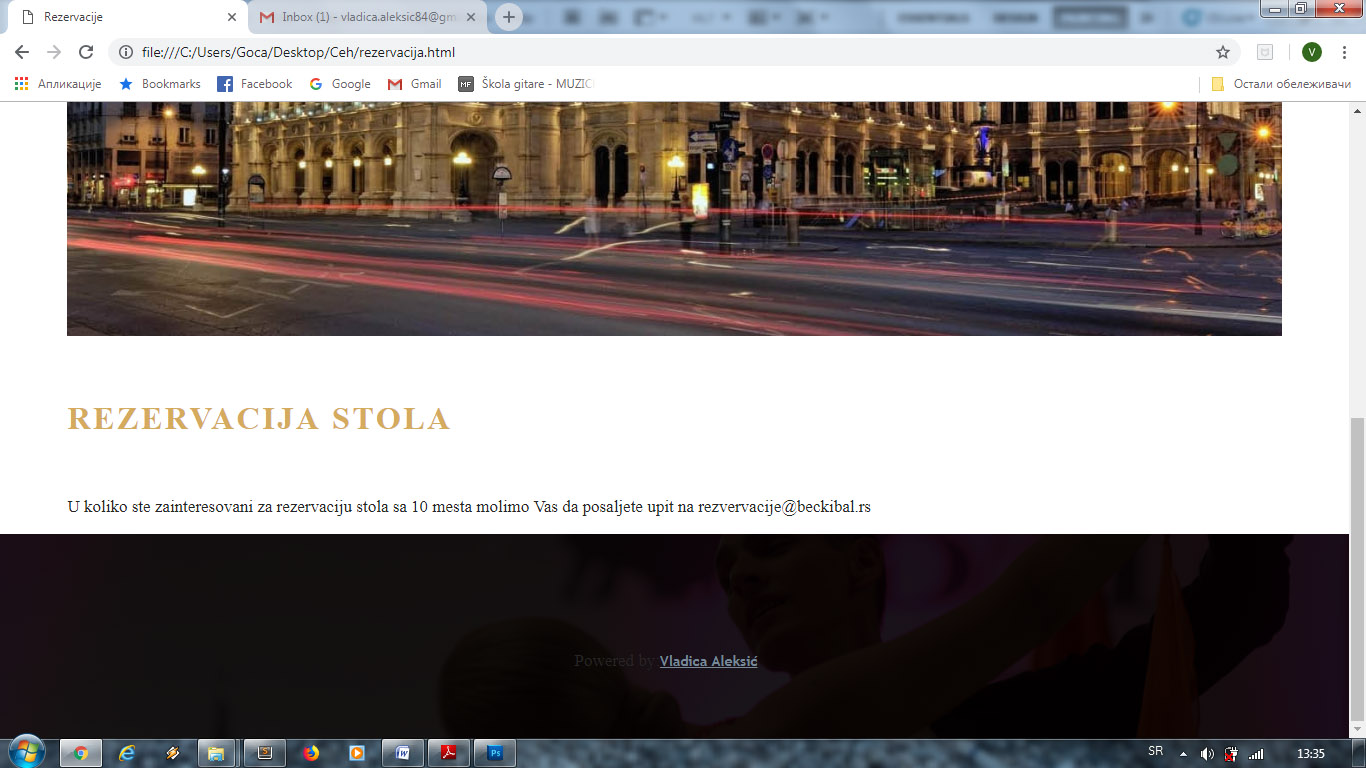 Rezervacije
Inbox (1) - vladica.aleksic84@gm
file:///C:/Users/Goca/Desktop/Ceh/rezervacija.html
V
Апликације
Bookmarks
Facebook
Google
Gmail
MF
Škola gitare - MUZIC
Остали обележивачи
REZERVACIJA STOLA
U koliko ste zainteresovani za rezervaciju stola sa 10 mesta molimo Vas da posaljete upit na rezvervacije@beckibal.rs
Powered by Vladica Aleksić
SR
13:35